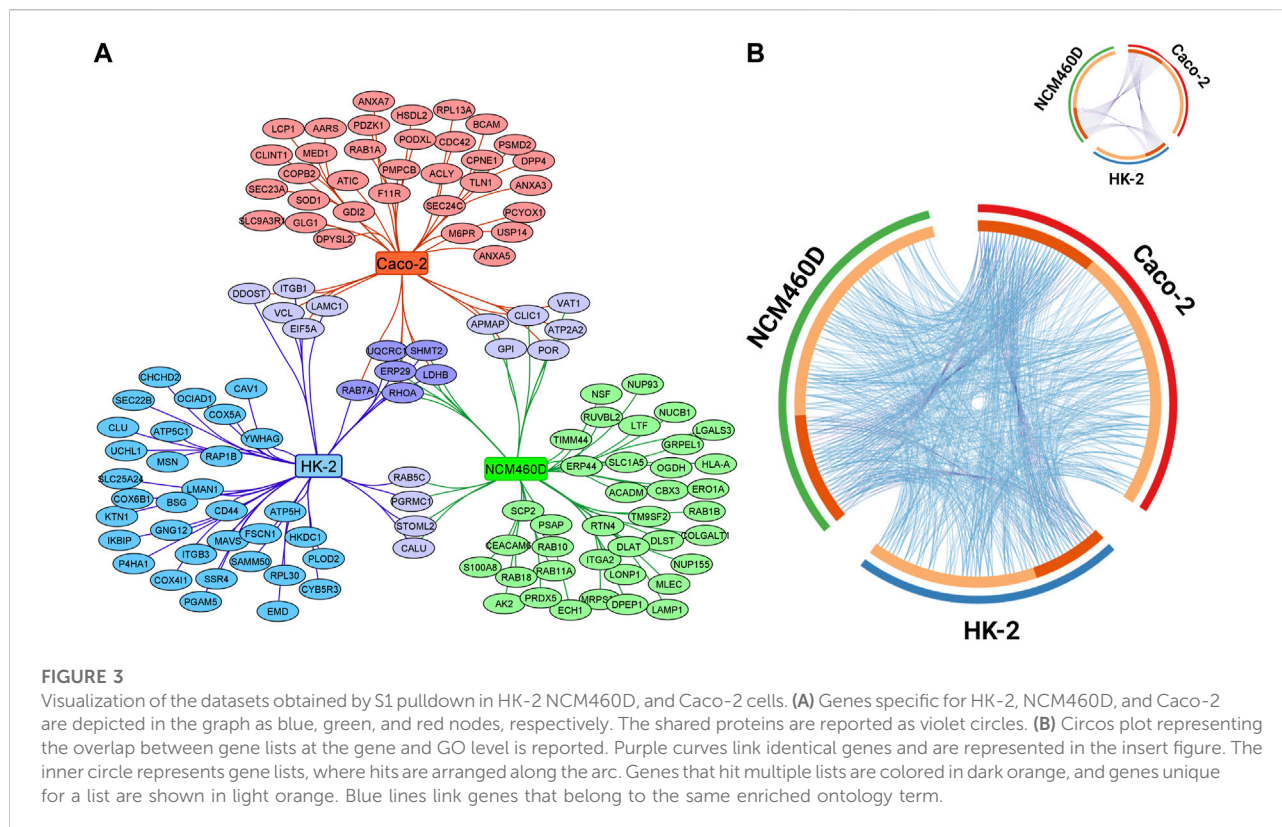 A
B
NCM460D
Caco-2
HK-2
ANXA7
HSDL2
RPL13A
LCP1
AARS
PDZK1
PODXL
CDC42
BCAM
CLINT1
MED1
RAB1A
CPNE1
PSMD2
COPB2
ATIC
PMPCB
ACLY
DPP4
SEC23A
SOD1
F11R
TLN1
ANXA3
SLC9A3R1
GLG1
GDI2
SEC24C
PCYOX1
DPYSL2
M6PR
USP14
ANXA5
Caco-2
DDOST
ITGB1
VCL
LAMC1
EIF5A
APMAP
CLIC1
VAT1
ATP2A2
GPI
POR
UQCRC1
SHMT2
ERP29
LDHB
RAB7A
RHOA
CHCHD2
CAV1
SEC22B
OCIAD1
COX5A
CLU
ATP5C1
YWHAG
UCHL1
MSN
RAP1B
HK-2
SLC25A24
LMAN1
COX6B1
BSG
KTN1
CD44
ATP5H
IKBIP
GNG12
MAVS
FSCN1
HKDC1
P4HA1
ITGB3
SAMM50
PLOD2
COX4I1
SSR4
RPL30
CYB5R3
PGAM5
EMD
RAB5C
PGRMC1
STOML2
CALU
NCM460D
NSF
NUP93
RUVBL2
LTF
NUCB1
TIMM44
GRPEL1
LGALS3
ERP44
SLC1A5
OGDH
HLA-A
ACADM
CBX3
ERO1A
SCP2
TM9SF2
RAB1B
PSAP
RTN4
DLST
COLGALT1
CEACAM6
RAB10
DLAT
NUP155
S100A8
RAB18
RAB11A
ITGA2
LONP1
MLEC
AK2
PRDX5
ECH1
DPEP1
LAMP1
NCM460D
Caco-2
HK-2
FIGURE 3
Visualization of the datasets obtained by S1 pulldown in HK-2 NCM460D, and Caco-2 cells. (A) Genes specific for HK-2, NCM460D, and Caco-2
are depicted in the graph as blue, green, and red nodes, respectively. The shared proteins are reported as violet circles. (B) Circos plot representing
the overlap between gene lists at the gene and GO level is reported. Purple curves link identical genes and are represented in the insert figure. The
inner circle represents gene lists, where hits are arranged along the arc. Genes that hit multiple lists are colored in dark orange, and genes unique
for a list are shown in light orange. Blue lines link genes that belong to the same enriched ontology term.